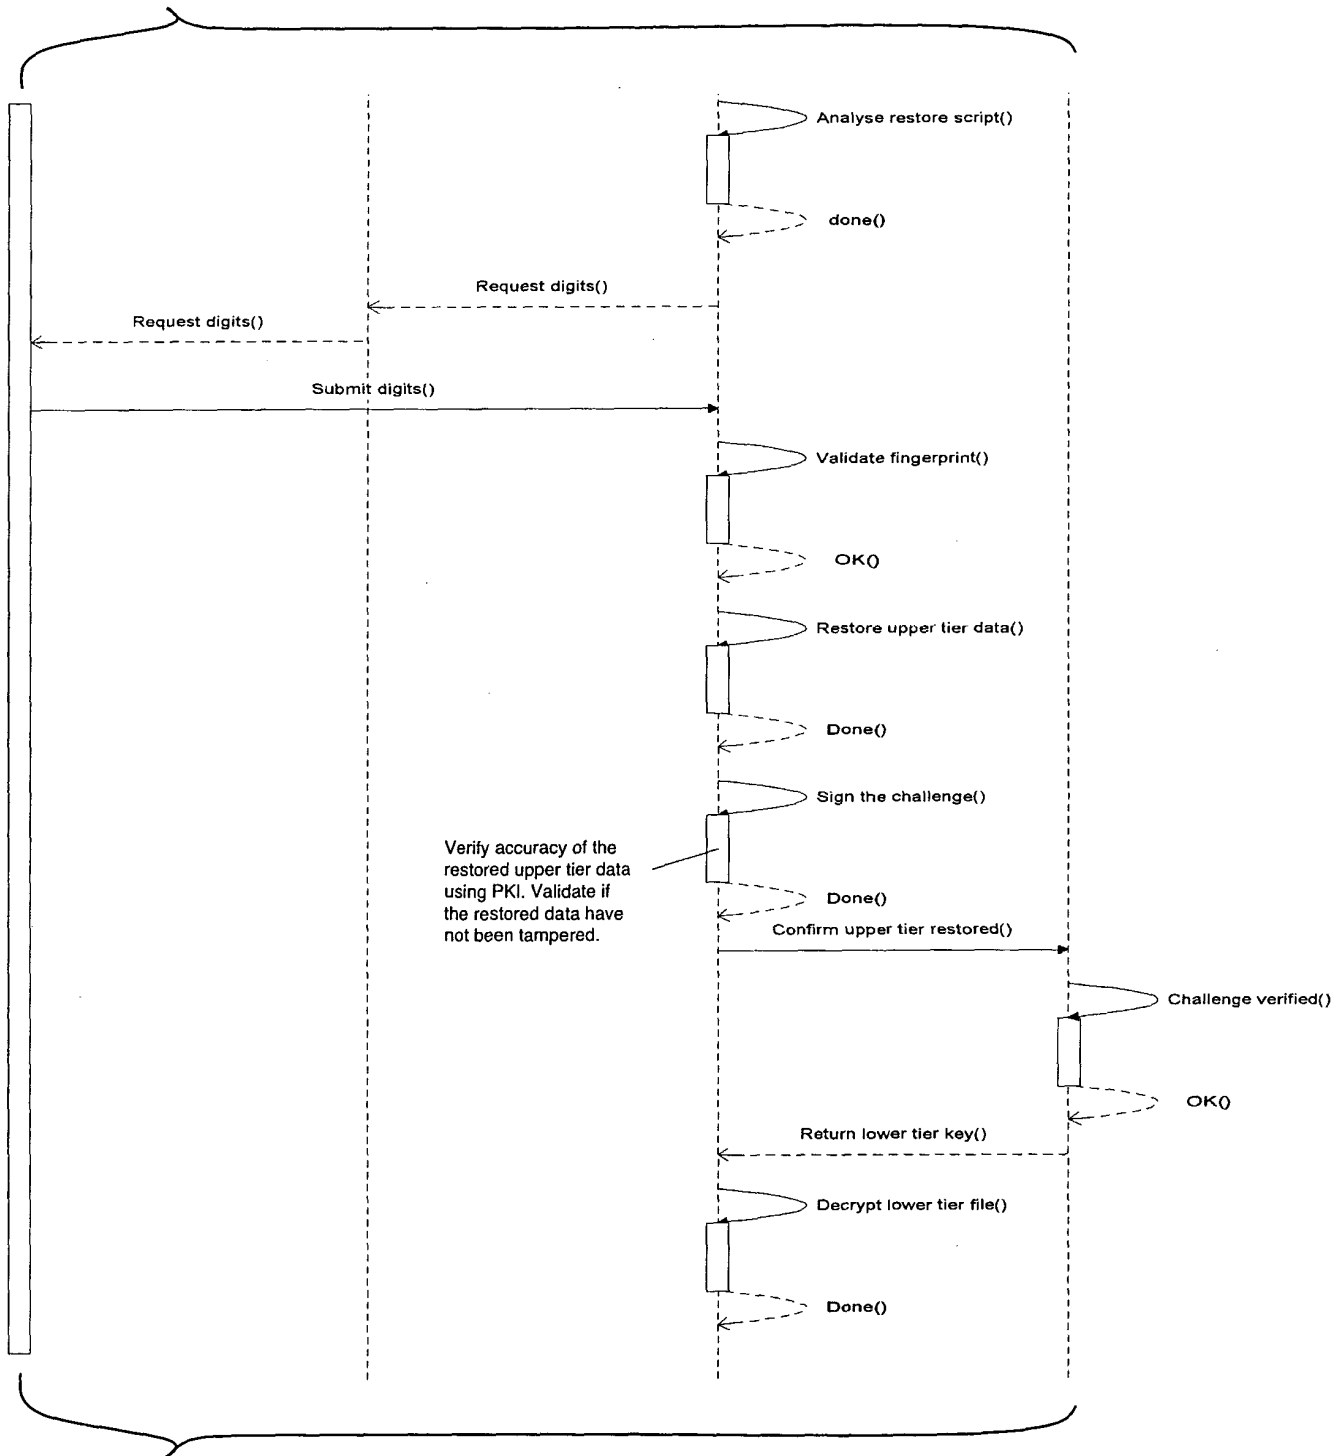 Analyse restore script()
done()
Request digits()
Request digits()
Submit digits()
Validate fingerprint()
OK()
Restore upper tier data()
Done()
Sign the challenge()
Verify accuracy of the
restored upper tier data
using PKI. Validate if
the restored data have
not been tampered.
Done()
Confirm upper tier restored()
Challenge verified()
OK()
Return lower tier key()
Decrypt lower tier file()
Done()